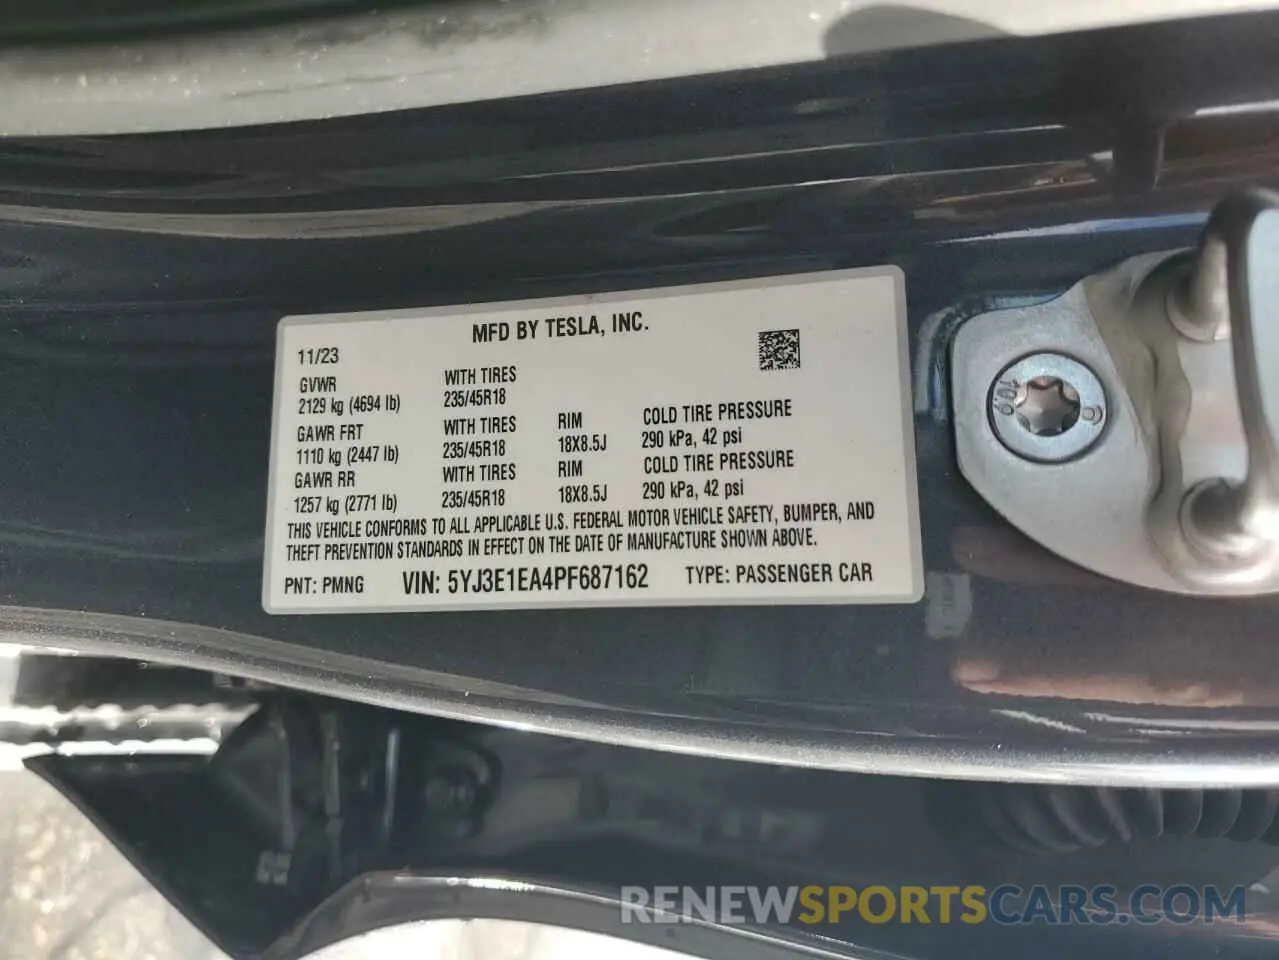 MFD BY TESLA, INC.
11/23
GVWR WITH TIRES
2129 kg (4694 lb) 235/45R18
GAWR FRT WITH TIRES RIM COLD TIRE PRESSURE
1110 kg (2447 lb) 235/45R18 18X8.5J 290 kPa, 42 psi
GAWR RR WITH TIRES RIM COLD TIRE PRESSURE
1257 kg (2771 lb) 235/45R18 18X8.5J 290 kPa, 42 psi
THIS VEHICLE CONFORMS TO ALL APPLICABLE U.S. FEDERAL MOTOR VEHICLE SAFETY, BUMPER, AND
THEFT PREVENTION STANDARDS IN EFFECT ON THE DATE OF MANUFACTURE SHOWN ABOVE.
PNT: PMNG VIN: 5YJ3E1EA4PF687162 TYPE: PASSENGER CAR
10.9
RENEWSPORTSCARS.COM